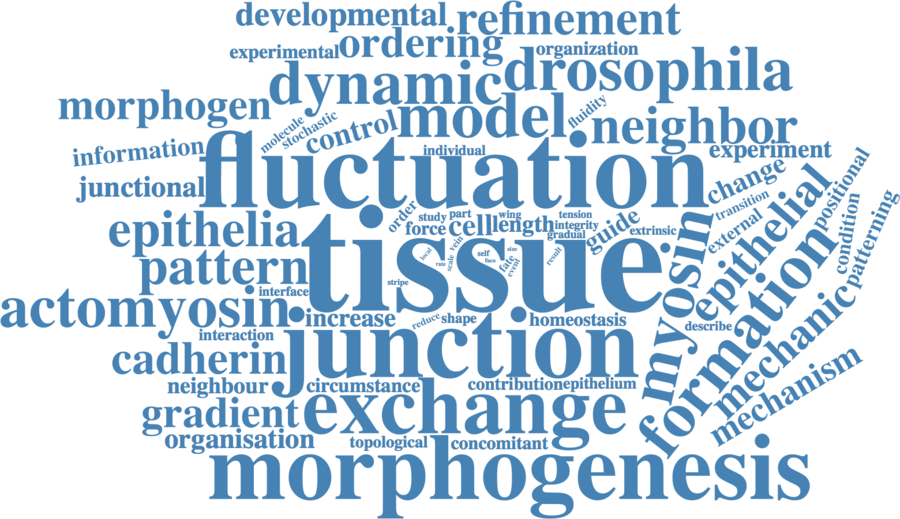 developmental
refinement
experimental
ordering
organization
dynamic
drosophila
morphogen
molecule
stochastic
control
model
fluidity
neighbor
information
fluctuation
individual
experiment
junctional
change
positional
order
study
part
wing
tension
epithelia
force
cell
length
integrity
gradual
guide
extrinsic
transition
external
condition
patterning
pattern
tissue
local
vein
rate
scale
self
face
size
fate
event
result
myosin
epithelial
stripe
interface
actomyosin
increase
reduce
shape
homeostasis
describe
formation
mechanic
interaction
junction
cadherin
mechanism
neighbour
circumstance
contribution
epithelium
gradient
exchange
organisation
topological
concomitant
morphogenesis